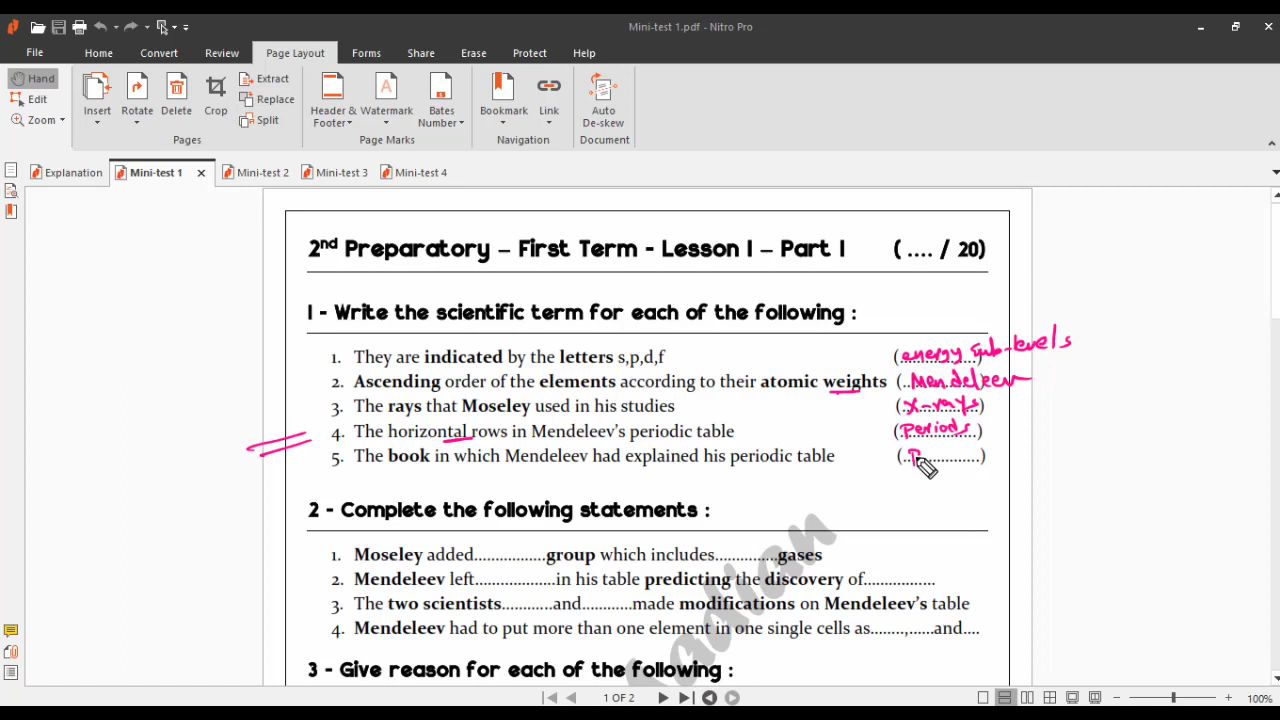 Mini-test 1.pdf - Nitro Pro
File Home Convert Review Page Layout Forms Share Erase Protect Help
Hand
Edit
Zoom
Insert Rotate Delete Crop
Extract
Replace
Split
Pages
Header & Footer Watermark Bates Number
Page Marks
Bookmark Link
Navigation
Auto De-skew
Document
Explanation Mini-test 1 Mini-test 2 Mini-test 3 Mini-test 4
2nd Preparatory – First Term - Lesson 1 – Part 1 ( .... / 20)
1 - Write the scientific term for each of the following :
1. They are indicated by the letters s,p,d,f (energy sub-levels)
2. Ascending order of the elements according to their atomic weights (..Mendeleev
3. The rays that Moseley used in his studies (..x-rays..)
4. The horizontal rows in Mendeleev's periodic table (periods)
5. The book in which Mendeleev had explained his periodic table (.................)
2 - Complete the following statements :
1. Moseley added.................group which includes..............gases
2. Mendeleev left...................in his table predicting the discovery of.................
3. The two scientists............and............made modifications on Mendeleev's table
4. Mendeleev had to put more than one element in one single cells as........,......and....
3 - Give reason for each of the following :
1 OF 2
100%